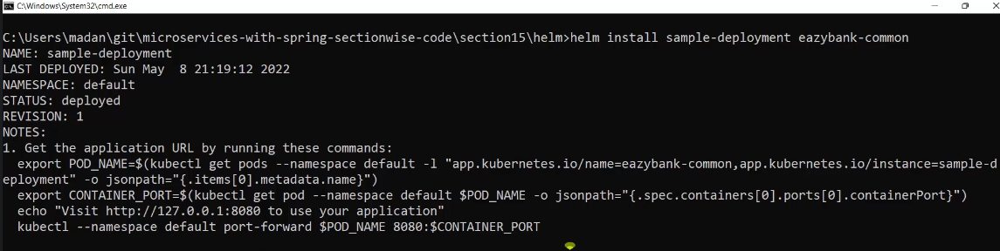 C:\Windows\System32\cmd.exe
C:\Users\madan\git\microservices-with-spring-sectionwise-code\section15\helm>helm install sample-deployment eazybank-common
NAME: sample-deployment
LAST DEPLOYED: Sun May  8 21:19:12 2022
NAMESPACE: default
STATUS: deployed
REVISION: 1
NOTES:
1. Get the application URL by running these commands:
  export POD_NAME=$(kubectl get pods --namespace default -l "app.kubernetes.io/name=eazybank-common,app.kubernetes.io/instance=sample-d
eployment" -o jsonpath="{.items[0].metadata.name}")
  export CONTAINER_PORT=$(kubectl get pod --namespace default $POD_NAME -o jsonpath="{.spec.containers[0].ports[0].containerPort}")
  echo "Visit http://127.0.0.1:8080 to use your application"
  kubectl --namespace default port-forward $POD_NAME 8080:$CONTAINER_PORT